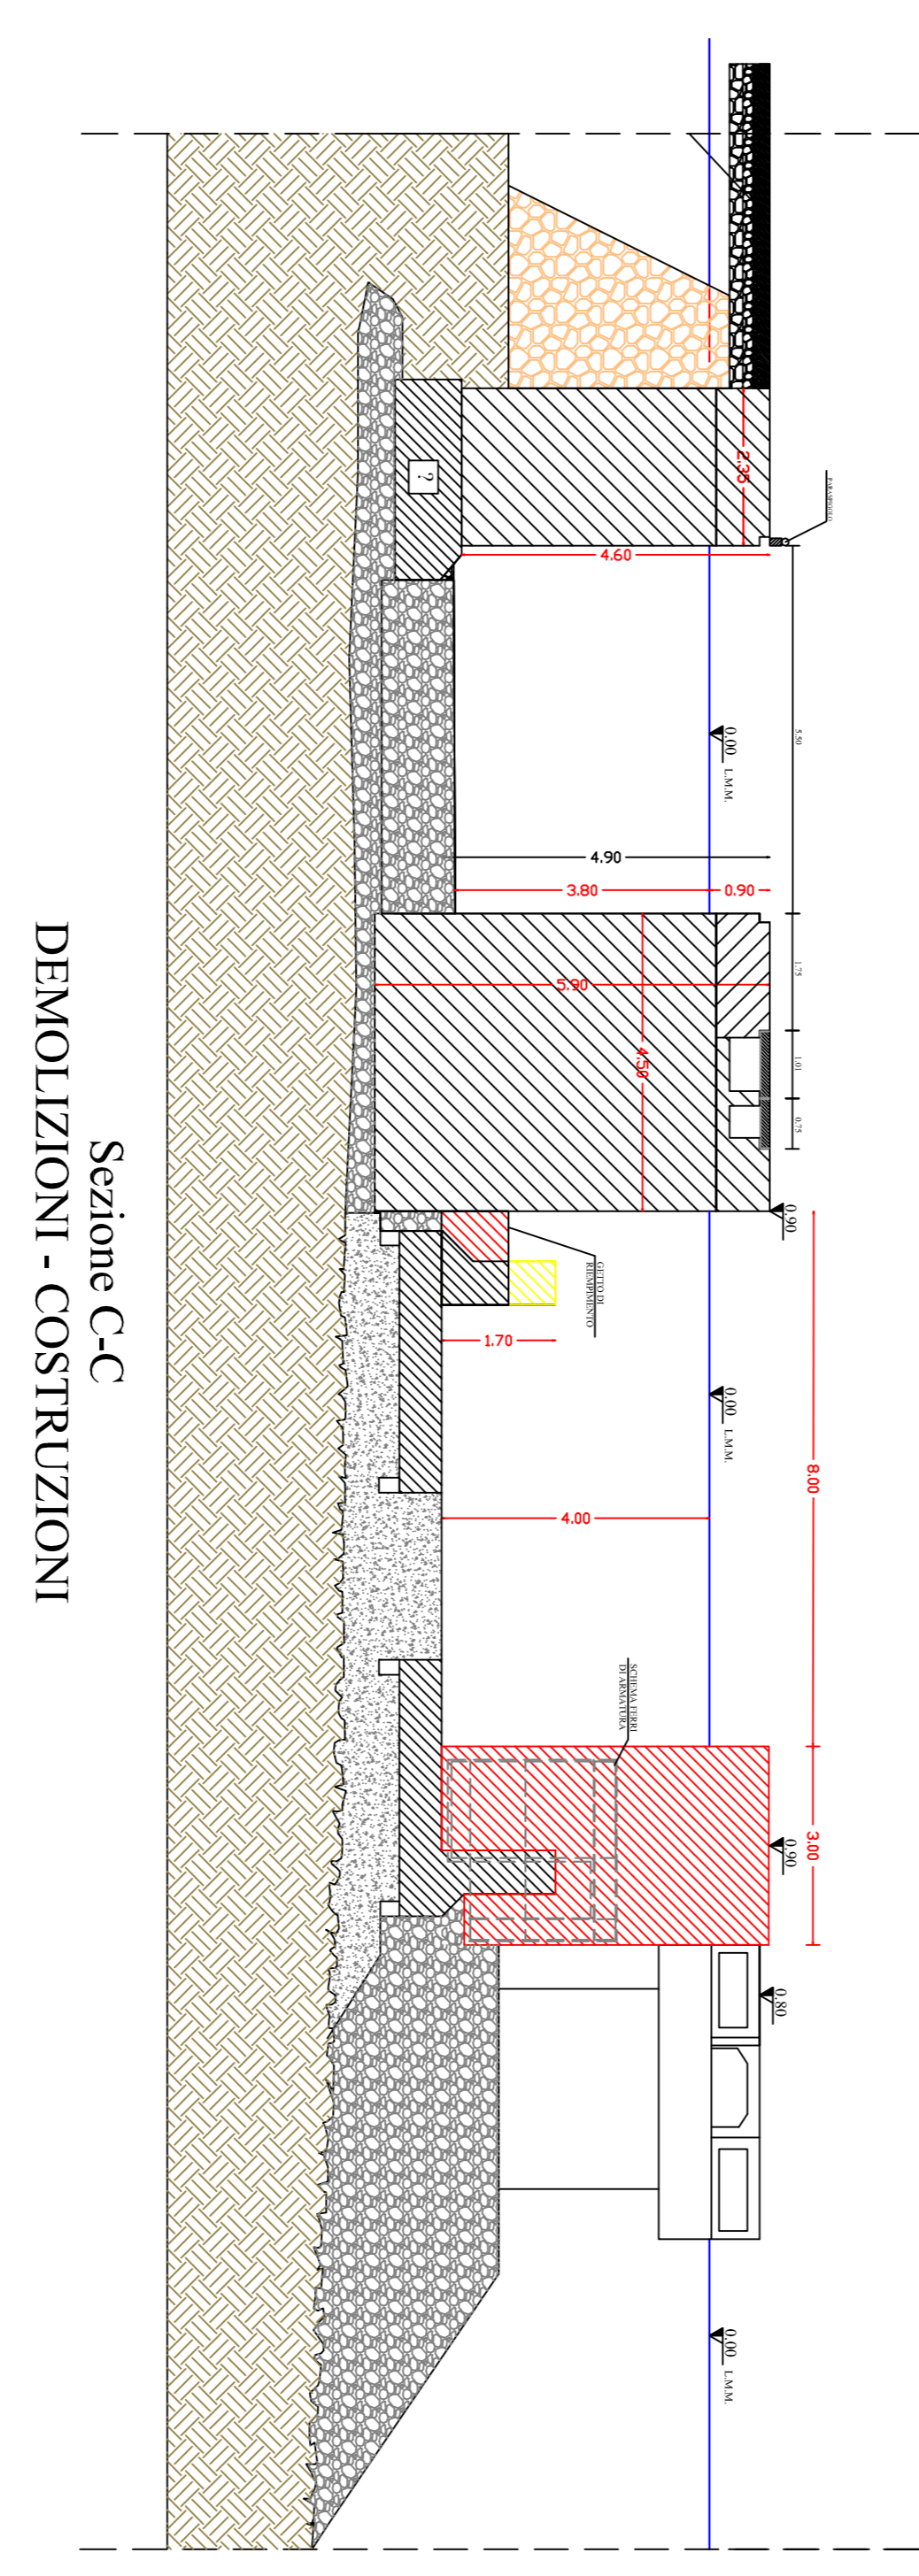 PARASPIGOLO
2.35
4.60
5.50
0.00 L.M.M.
4.90
3.80
0.90
1.75
1.01
0.75
5.90
4.50
0.90
GETTO DI
RIEMPIMENTO
1.70
0.00 L.M.M.
8.00
4.00
SCHEMA FERRI
DI ARMATURA
3.00
0.90
0.80
0.00 L.M.M.
?
Sezione C-C
DEMOLIZIONI - COSTRUZIONI